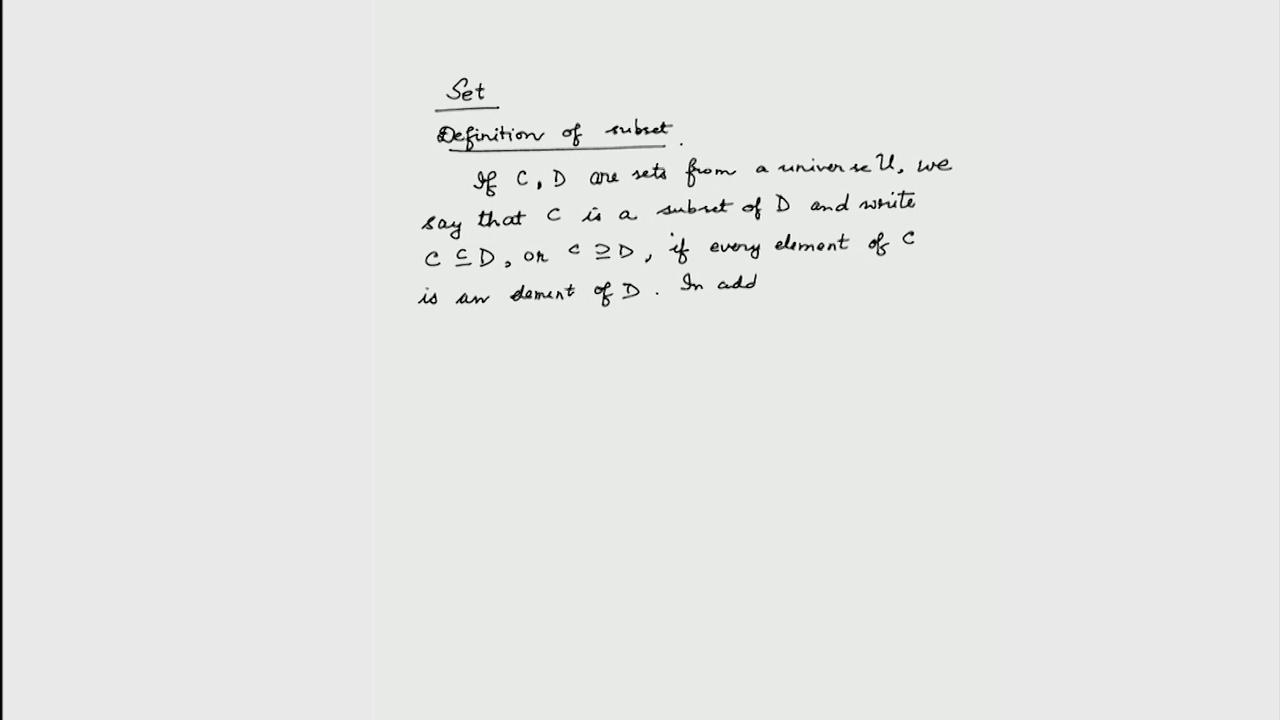 Set
Definition of subset.
If C, D are sets from a universe U, we
say that C is a subset of D and write
C ⊆ D, or C ⊇ D, if every element of C
is an element of D. In add